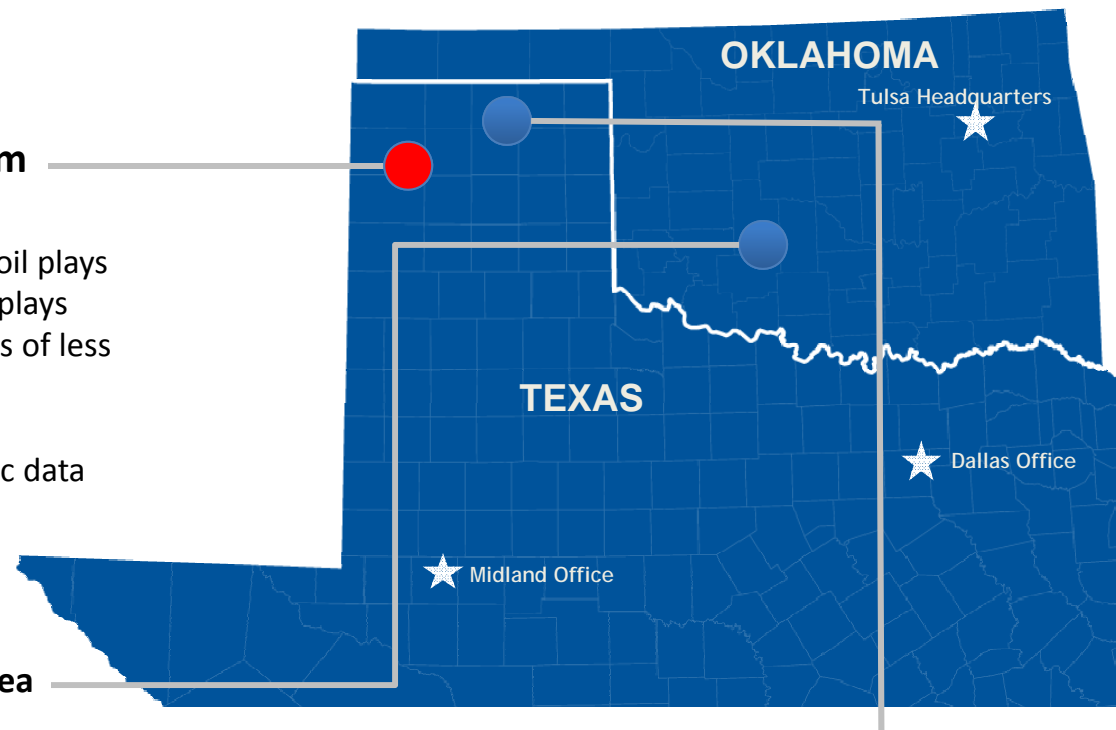 OKLAHOMA
Tulsa Headquarters
m
oil plays
plays
s of less
TEXAS
c data
Dallas Office
Midland Office
ea